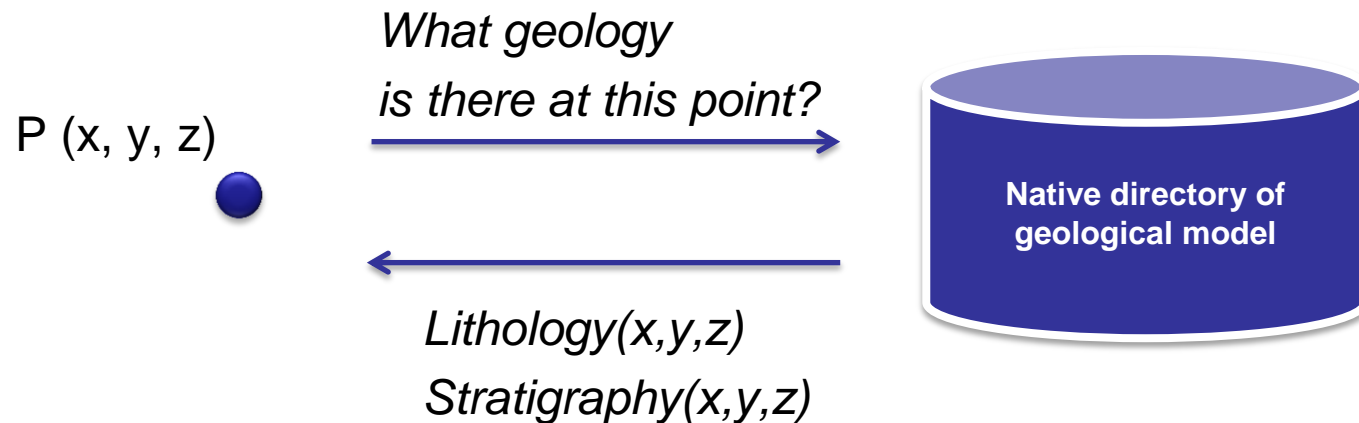 What geology
is there at this point?
P (x, y, z)
Native directory of
geological model
Lithology(x,y,z)
Stratigraphy(x,y,z)